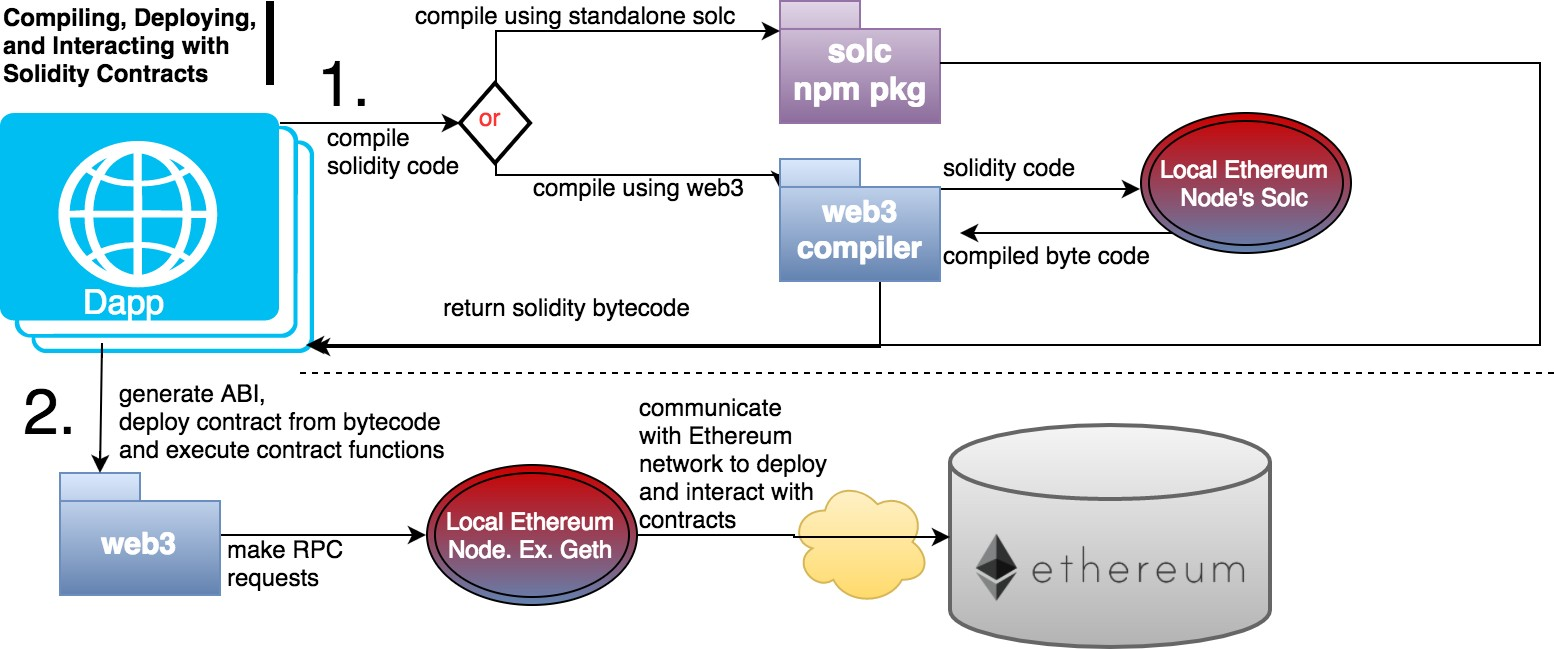 Compiling, Deploying,
and Interacting with
Solidity Contracts
1.
compile
solidity code
or
compile using standalone solc
solc
npm pkg
compile using web3
web3
compiler
solidity code
compiled byte code
Local Ethereum
Node's Solc
Dapp
return solidity bytecode
2.
generate ABI,
deploy contract from bytecode
and execute contract functions
web3
make RPC
requests
Local Ethereum
Node. Ex. Geth
communicate
with Ethereum
network to deploy
and interact with
contracts
ethereum